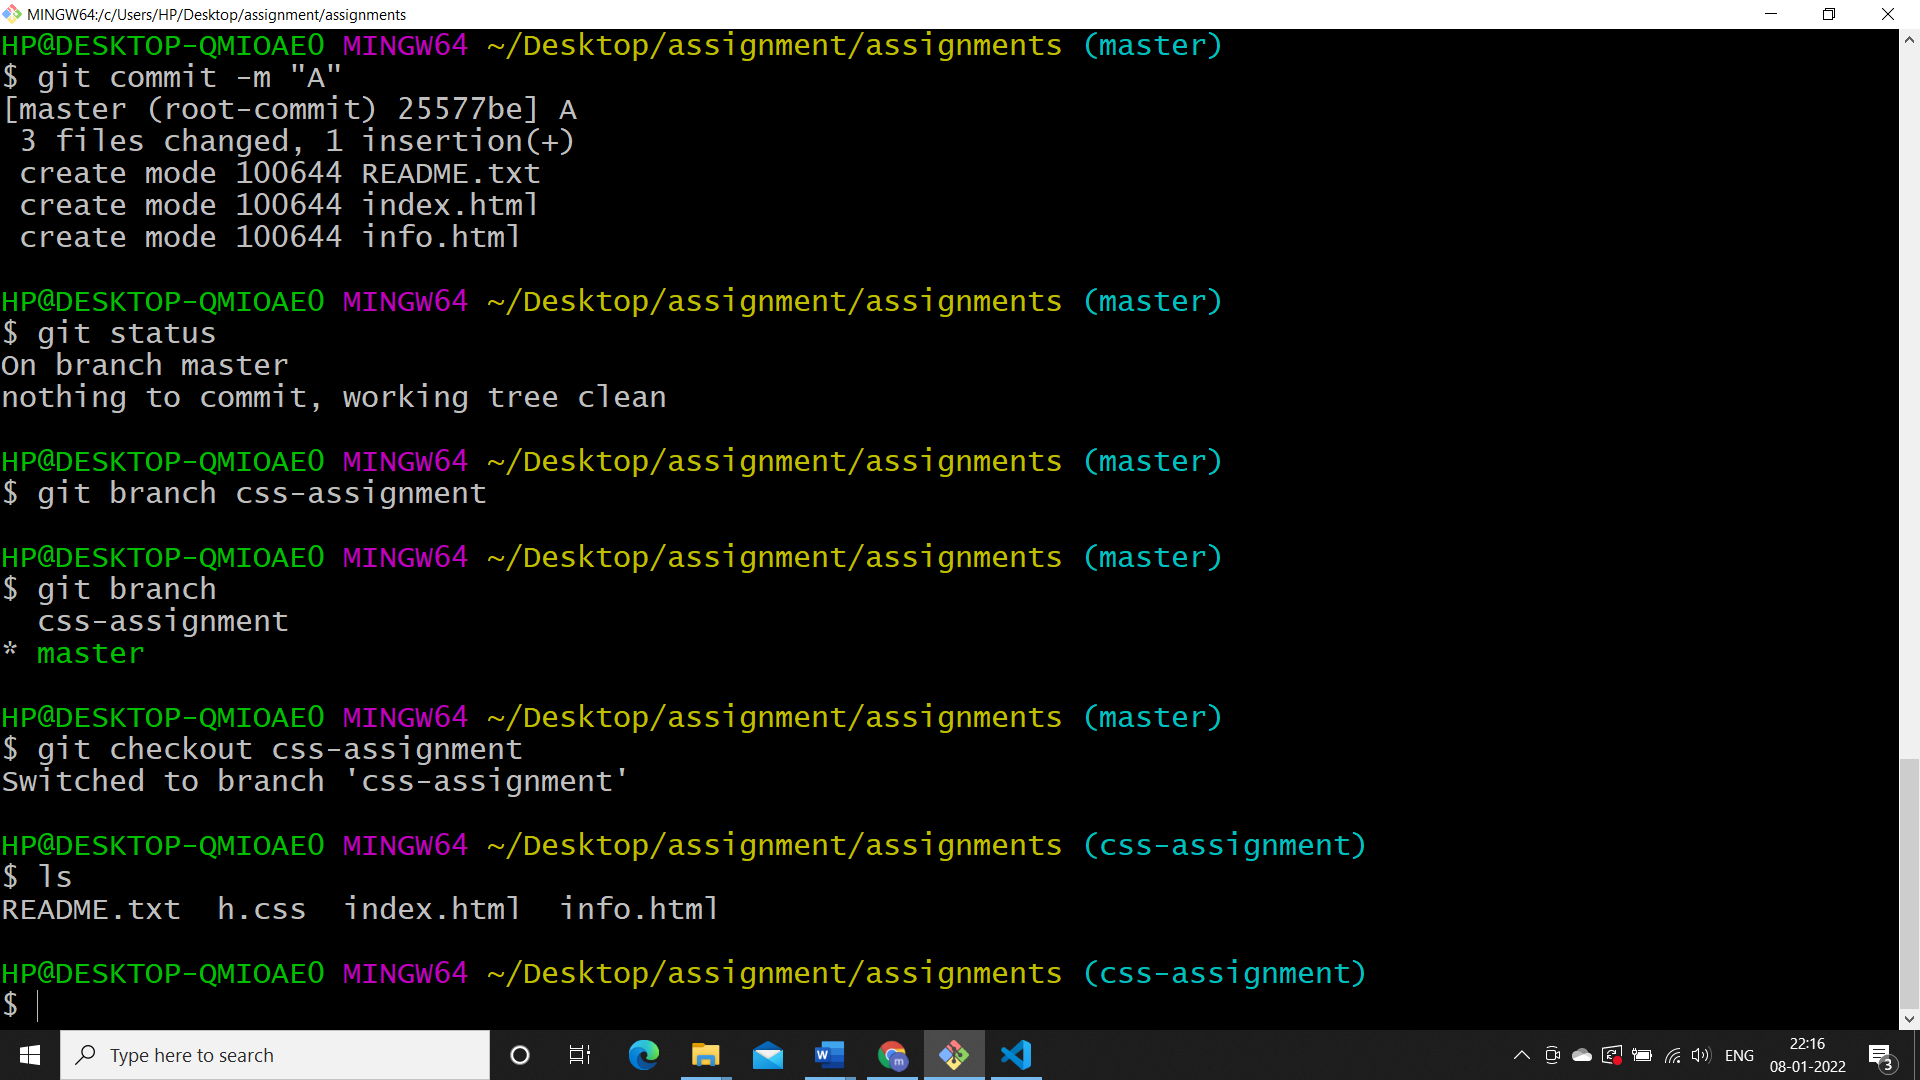 MINGW64:/c/Users/HP/Desktop/assignment/assignments
HP@DESKTOP-QMIOAEO MINGW64 ~/Desktop/assignment/assignments (master)
$ git commit -m "A"
[master (root-commit) 25577be] A
 3 files changed, 1 insertion(+)
 create mode 100644 README.txt
 create mode 100644 index.html
 create mode 100644 info.html
HP@DESKTOP-QMIOAEO MINGW64 ~/Desktop/assignment/assignments (master)
$ git status
On branch master
nothing to commit, working tree clean
HP@DESKTOP-QMIOAEO MINGW64 ~/Desktop/assignment/assignments (master)
$ git branch css-assignment
HP@DESKTOP-QMIOAEO MINGW64 ~/Desktop/assignment/assignments (master)
$ git branch
  css-assignment
* master
HP@DESKTOP-QMIOAEO MINGW64 ~/Desktop/assignment/assignments (master)
$ git checkout css-assignment
Switched to branch 'css-assignment'
HP@DESKTOP-QMIOAEO MINGW64 ~/Desktop/assignment/assignments (css-assignment)
$ ls
README.txt  h.css  index.html  info.html
HP@DESKTOP-QMIOAEO MINGW64 ~/Desktop/assignment/assignments (css-assignment)
$
Type here to search
W
m
ENG
22:16
08-01-2022
3